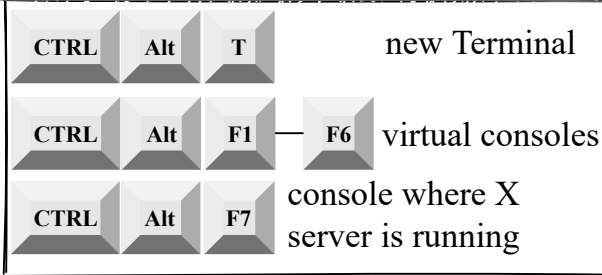 CTRL Alt T new Terminal
CTRL Alt F1 — F6 virtual consoles
CTRL Alt F7 console where X
server is running